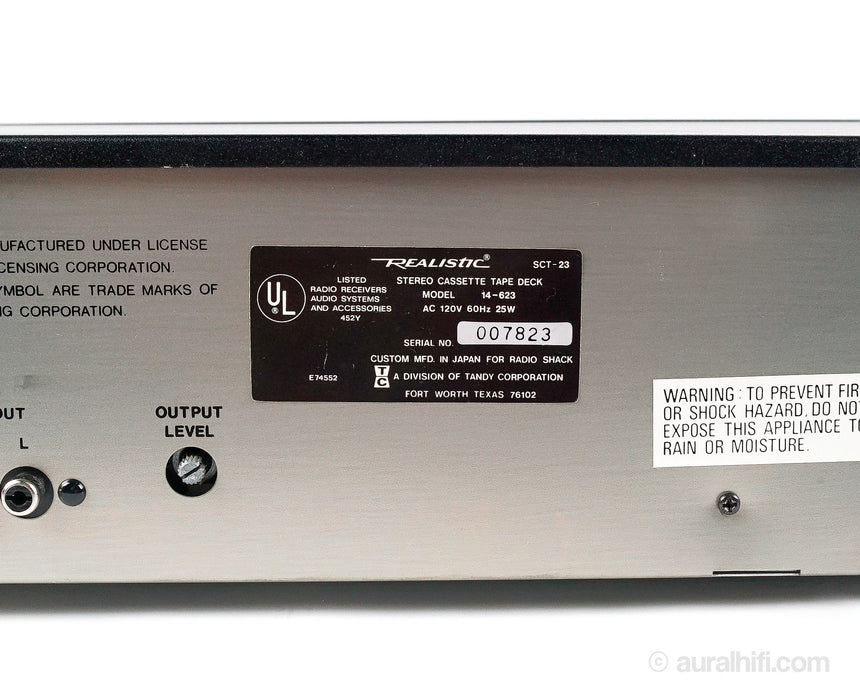 UFACTURED UNDER LICENSE
CENSING CORPORATION.
YMBOL ARE TRADE MARKS OF
NG CORPORATION.
OUT
L
OUTPUT
LEVEL
REALISTIC®
SCT-23
STEREO CASSETTE TAPE DECK
MODEL 14-623
AC 120V 60Hz 25W
UL
®
LISTED
RADIO RECEIVERS
AUDIO SYSTEMS
AND ACCESSORIES
452Y
SERIAL NO. 007823
CUSTOM MFD. IN JAPAN FOR RADIO SHACK
E74552
TC A DIVISION OF TANDY CORPORATION
FORT WORTH TEXAS 76102
WARNING: TO PREVENT FIR
OR SHOCK HAZARD, DO NOT
EXPOSE THIS APPLIANCE TO
RAIN OR MOISTURE.
© auralhifi.com